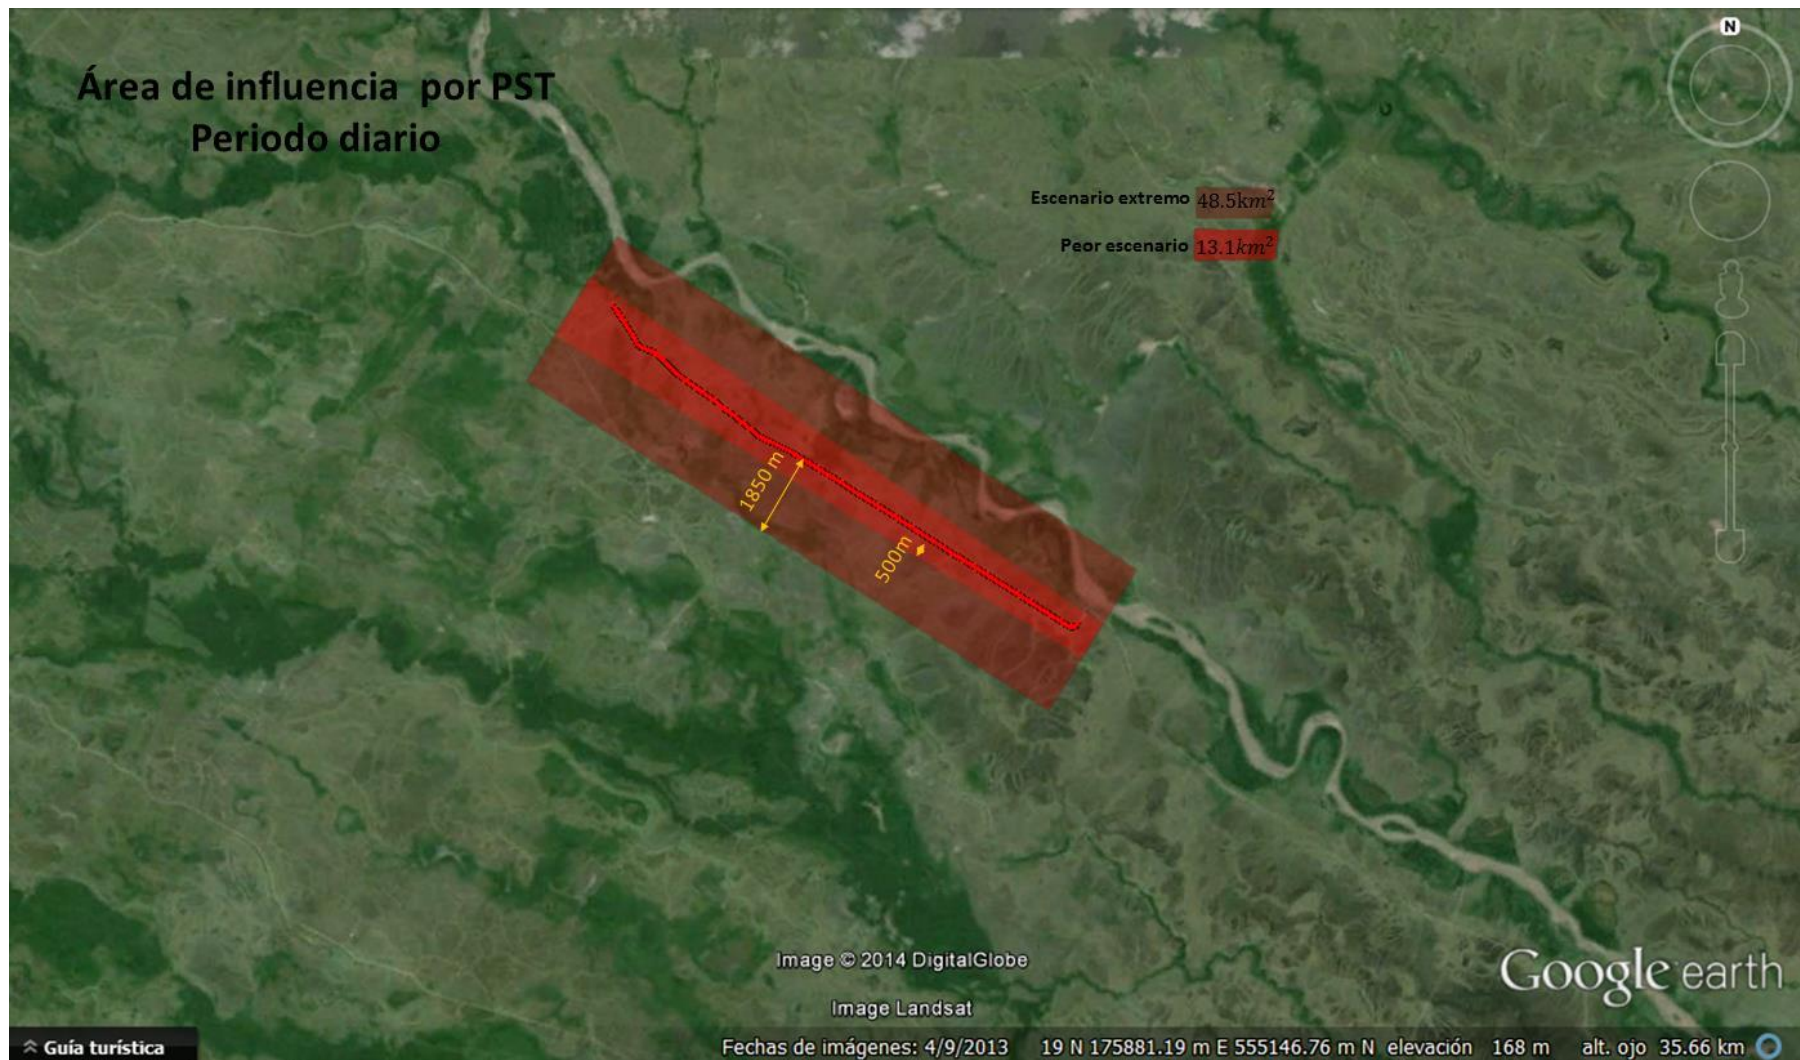 Área de influencia por PST
Periodo diario
N
Escenario extremo 48.5km²
Peor escenario 13.1km²
1850 m
500m
Image © 2014 DigitalGlobe
Image Landsat
Google earth
Guía turística
Fechas de imágenes: 4/9/2013 19 N 175881.19 m E 555146.76 m N elevación 168 m alt. ojo 35.66 km